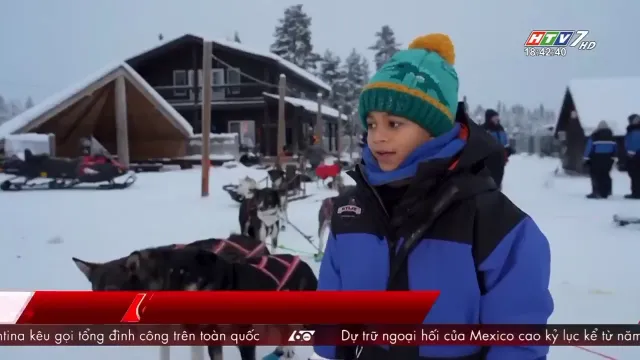 HTV7 HD
18:42:40
ntina kêu gọi tổng đình công trên toàn quốc 60 Dự trữ ngoại hối của Mexico cao kỷ lục kể từ năm